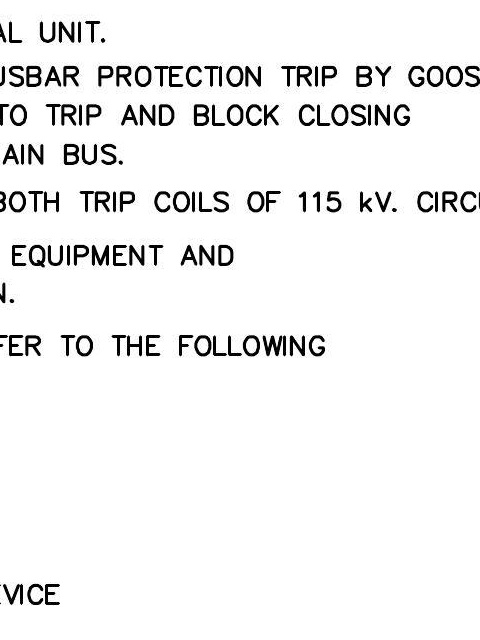 AL UNIT.
USBAR PROTECTION TRIP BY GOOS
TO TRIP AND BLOCK CLOSING
AIN BUS.
BOTH TRIP COILS OF 115 kV. CIRC
EQUIPMENT AND
N.
FER TO THE FOLLOWING
EVICE